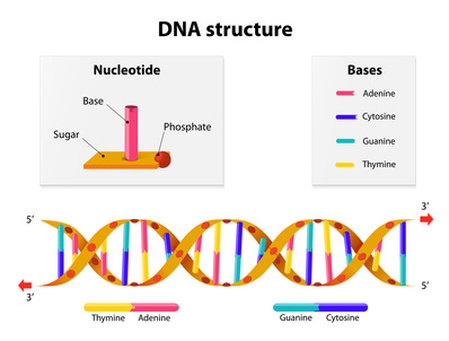 DNA structure
Nucleotide
Base
Sugar
Phosphate
Bases
Adenine
Cytosine
Guanine
Thymine
5’
3’
3’
5’
Thymine Adenine
Guanine Cytosine